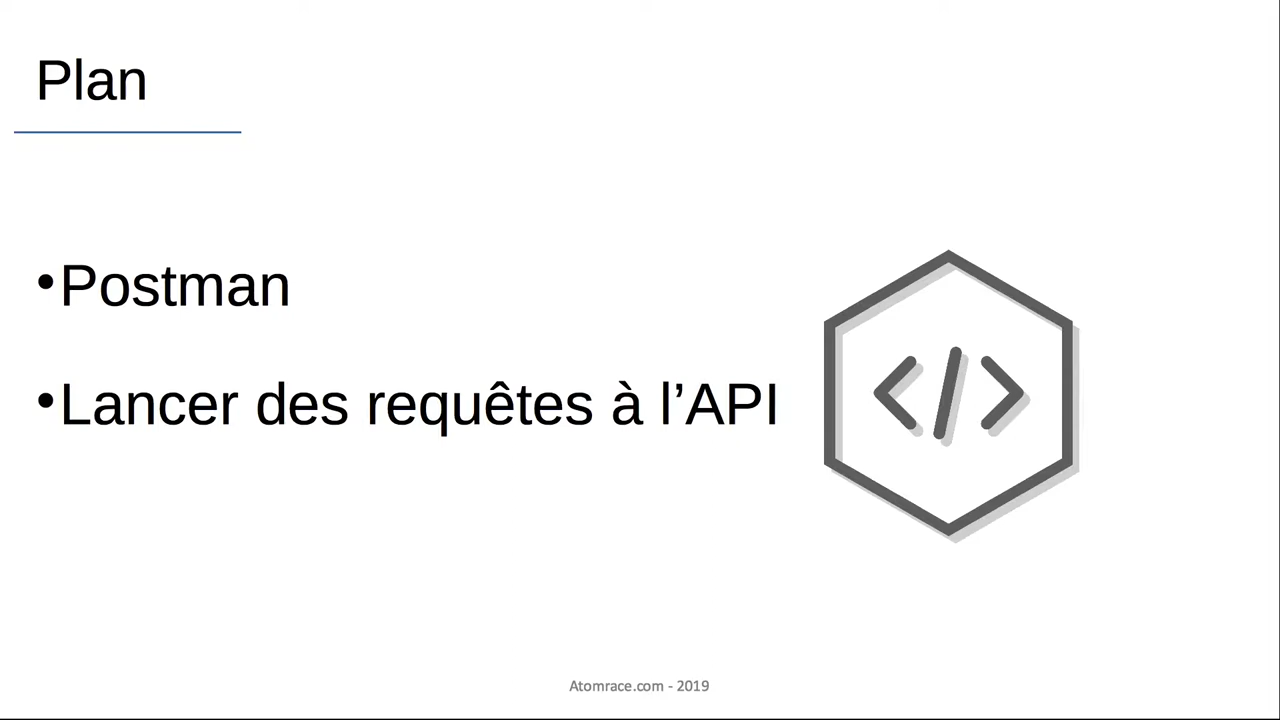 Plan
•Postman
•Lancer des requêtes à l’API
</>
Atomrace.com - 2019